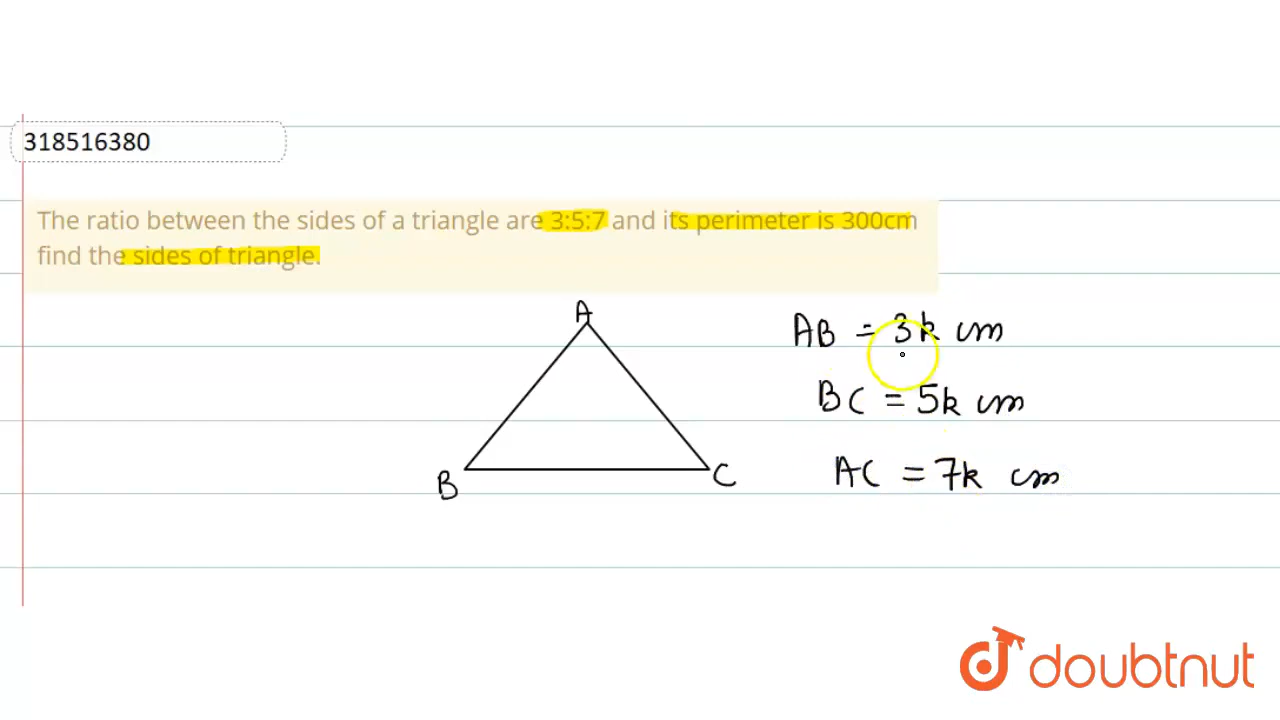 318516380
The ratio between the sides of a triangle are 3:5:7 and its perimeter is 300cm
find the sides of triangle.
A
AB = 3k cm
BC = 5k cm
B
C
AC = 7k cm
doubtnut